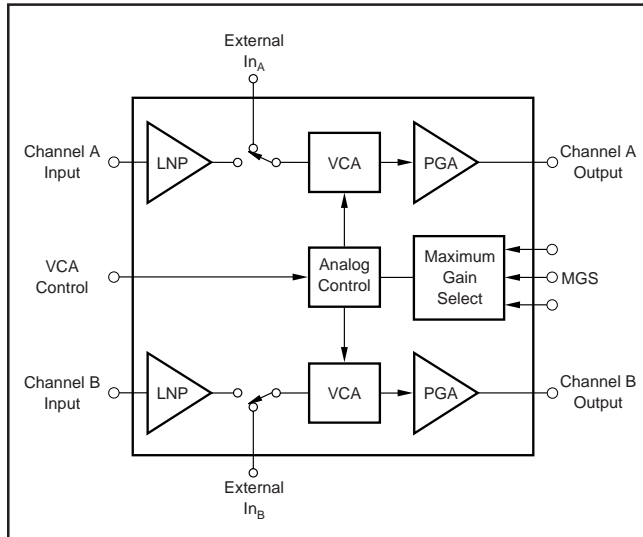 External
In_A
Channel A
Input
LNP
VCA
PGA
Channel A
Output
VCA
Control
Analog
Control
Maximum
Gain
Select
MGS
Channel B
Input
LNP
VCA
PGA
Channel B
Output
External
In_B